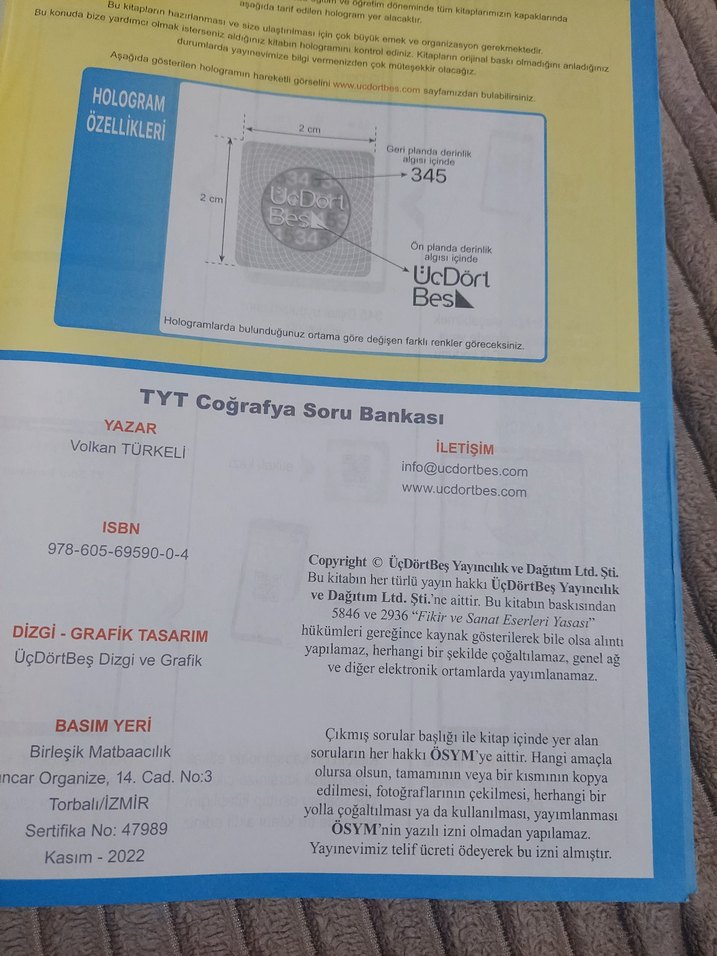 eğitim ve öğretim döneminde tüm kitaplarımızın kapaklarında
aşağıda tarif edilen hologram yer alacaktır.
Bu kitapların hazırlanması ve size ulaştırılması için çok büyük emek ve organizasyon gerekmektedir.
Bu konuda bize yardımcı olmak isterseniz aldığınız kitabın hologramını kontrol ediniz. Kitapların orijinal baskı olmadığını anladığınız
durumlarda yayınevimize bilgi vermenizden çok müteşekkir olacağız.
Aşağıda gösterilen hologramın hareketli görselini www.ucdortbes.com sayfamızdan bulabilirsiniz.
HOLOGRAM
ÖZELLİKLERİ
2 cm
2 cm
ÜçDört
Beş
Geri planda derinlik
algısı içinde
345
Ön planda derinlik
algısı içinde
ÜcDört
Bes
Hologramlarda bulunduğunuz ortama göre değişen farklı renkler göreceksiniz.
TYT Coğrafya Soru Bankası
YAZAR
Volkan TÜRKELİ
İLETİŞİM
info@ucdortbes.com
www.ucdortbes.com
ISBN
978-605-69590-0-4
Copyright © ÜçDörtBeş Yayıncılık ve Dağıtım Ltd. Şti.
Bu kitabın her türlü yayın hakkı ÜçDörtBeş Yayıncılık
ve Dağıtım Ltd. Şti.'ne aittir. Bu kitabın baskısından
5846 ve 2936 “Fikir ve Sanat Eserleri Yasası”
hükümleri gereğince kaynak gösterilerek bile olsa alıntı
yapılamaz, herhangi bir şekilde çoğaltılamaz, genel ağ
ve diğer elektronik ortamlarda yayımlanamaz.
DİZGİ - GRAFİK TASARIM
ÜçDörtBeş Dizgi ve Grafik
BASIM YERİ
Birleşik Matbaacılık
ncar Organize, 14. Cad. No:3
Torbalı/İZMİR
Sertifika No: 47989
Kasım - 2022
Çıkmış sorular başlığı ile kitap içinde yer alan
soruların her hakkı ÖSYM'ye aittir. Hangi amaçla
olursa olsun, tamamının veya bir kısmının kopya
edilmesi, fotoğraflarının çekilmesi, herhangi bir
yolla çoğaltılması ya da kullanılması, yayımlanması
ÖSYM'nin yazılı izni olmadan yapılamaz.
Yayınevimiz telif ücreti ödeyerek bu izni almıştır.